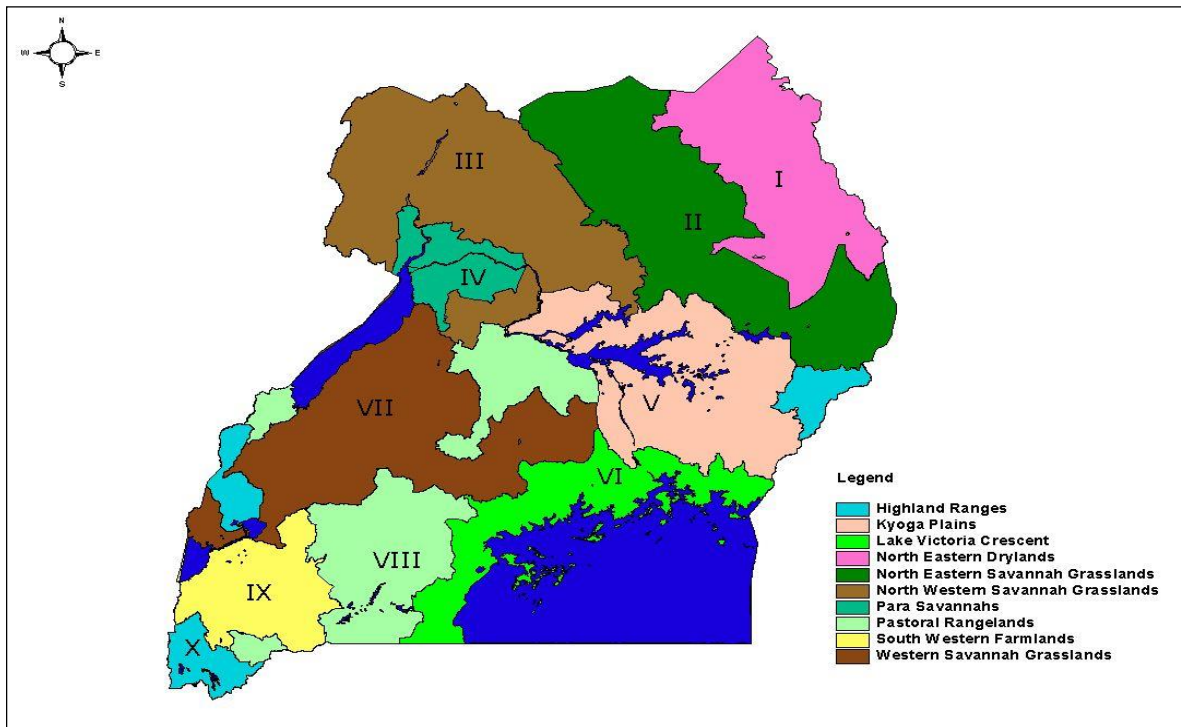 N
W E
S
III
I
II
IV
VII
V
VI
VIII
IX
X
Legend
Highland Ranges
Kyoga Plains
Lake Victoria Crescent
North Eastern Drylands
North Eastern Savannah Grasslands
North Western Savannah Grasslands
Para Savannahs
Pastoral Rangelands
South Western Farmlands
Western Savannah Grasslands